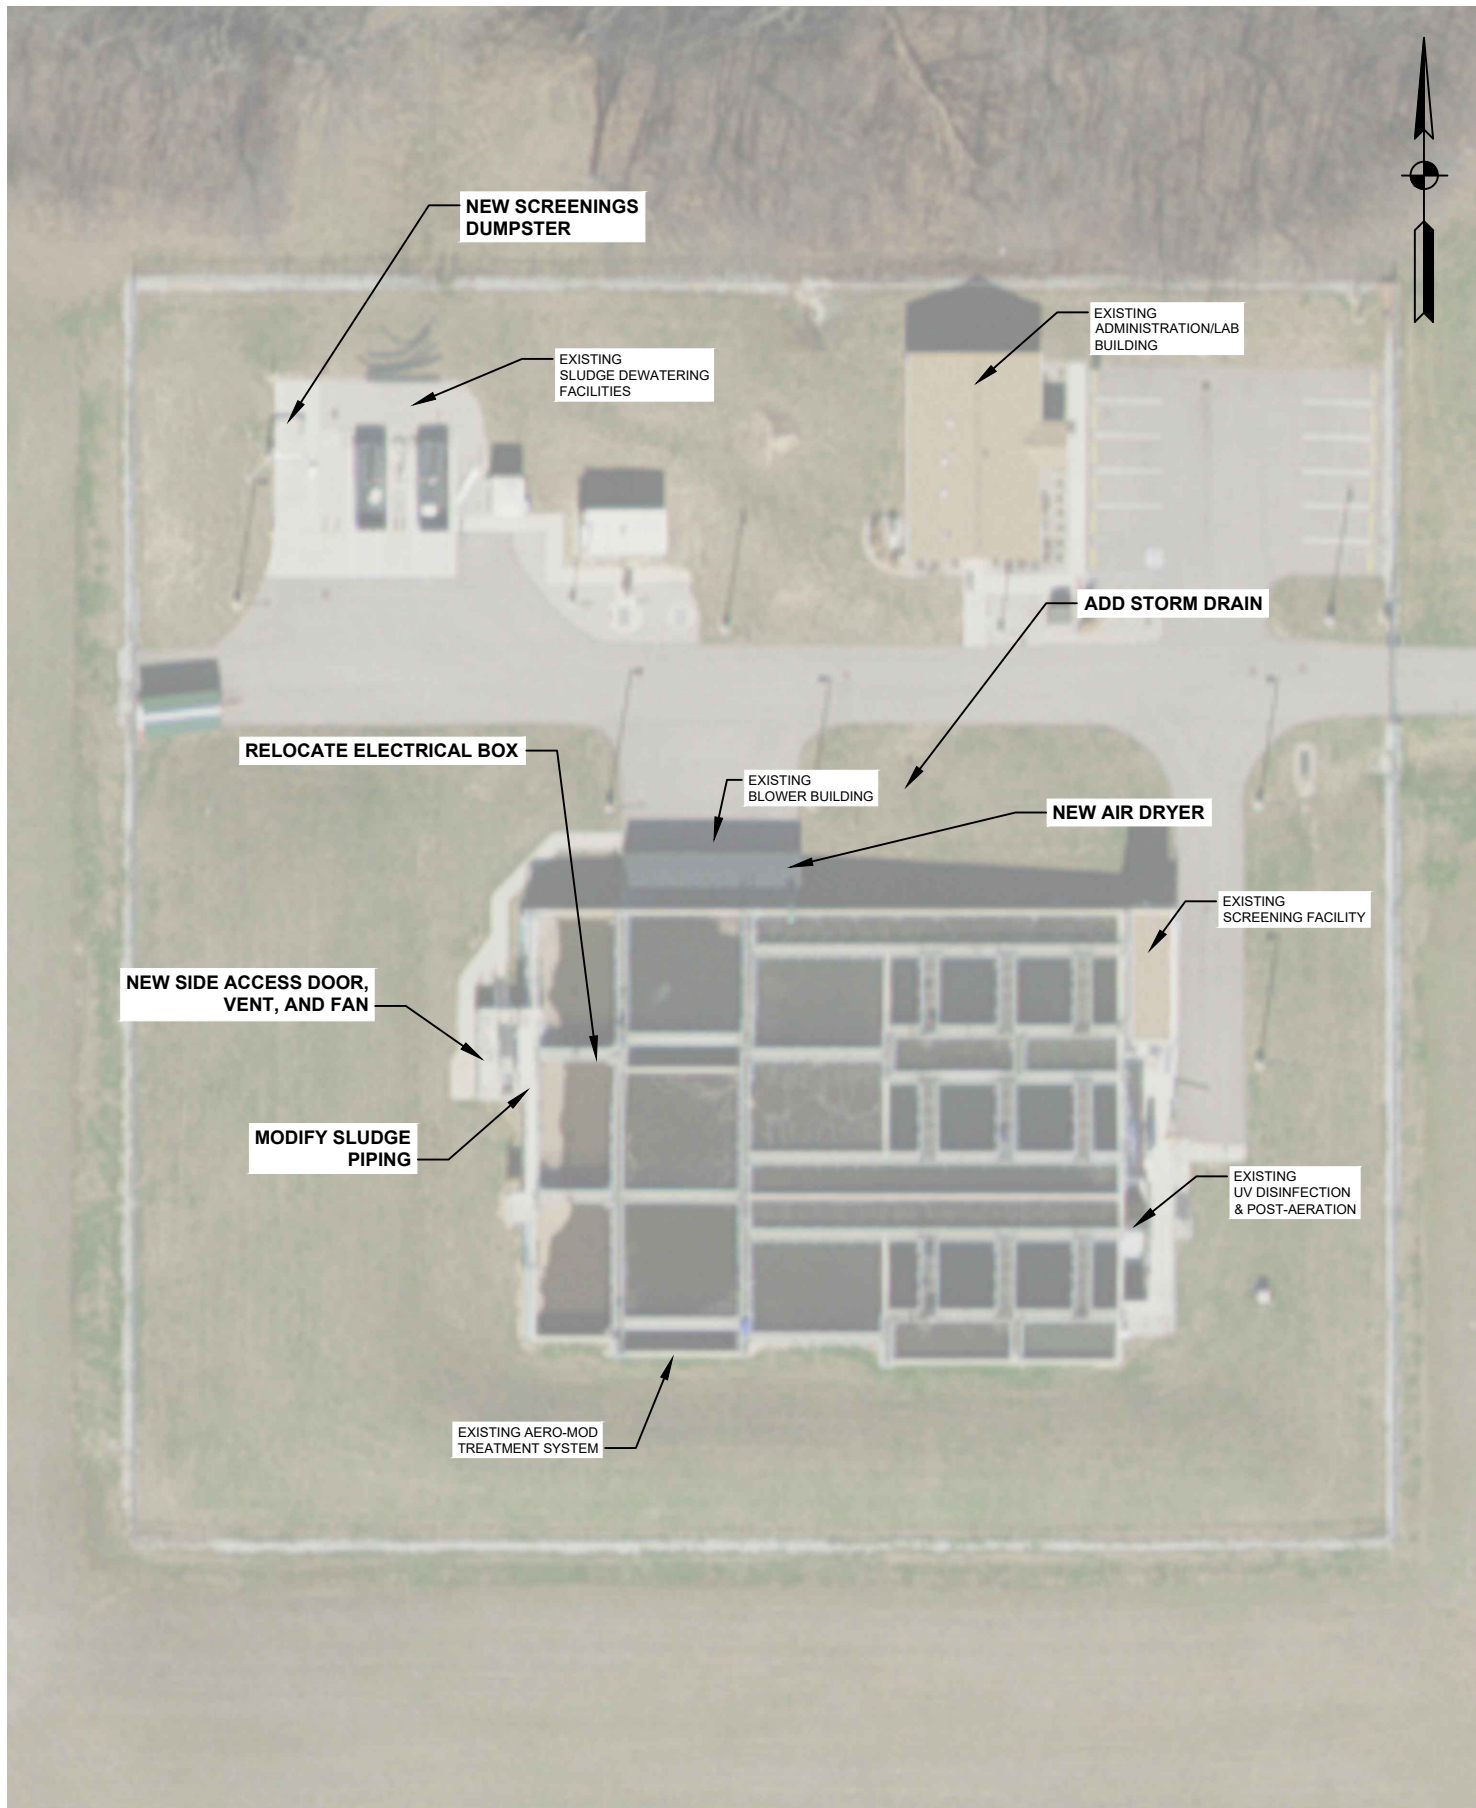 NEW SCREENINGS
DUMPSTER
EXISTING
ADMINISTRATION/LAB
BUILDING
EXISTING
SLUDGE DEWATERING
FACILITIES
ADD STORM DRAIN
RELOCATE ELECTRICAL BOX
EXISTING
BLOWER BUILDING
NEW AIR DRYER
EXISTING
SCREENING FACILITY
NEW SIDE ACCESS DOOR,
VENT, AND FAN
MODIFY SLUDGE
PIPING
EXISTING
UV DISINFECTION
& POST-AERATION
EXISTING AERO-MOD
TREATMENT SYSTEM